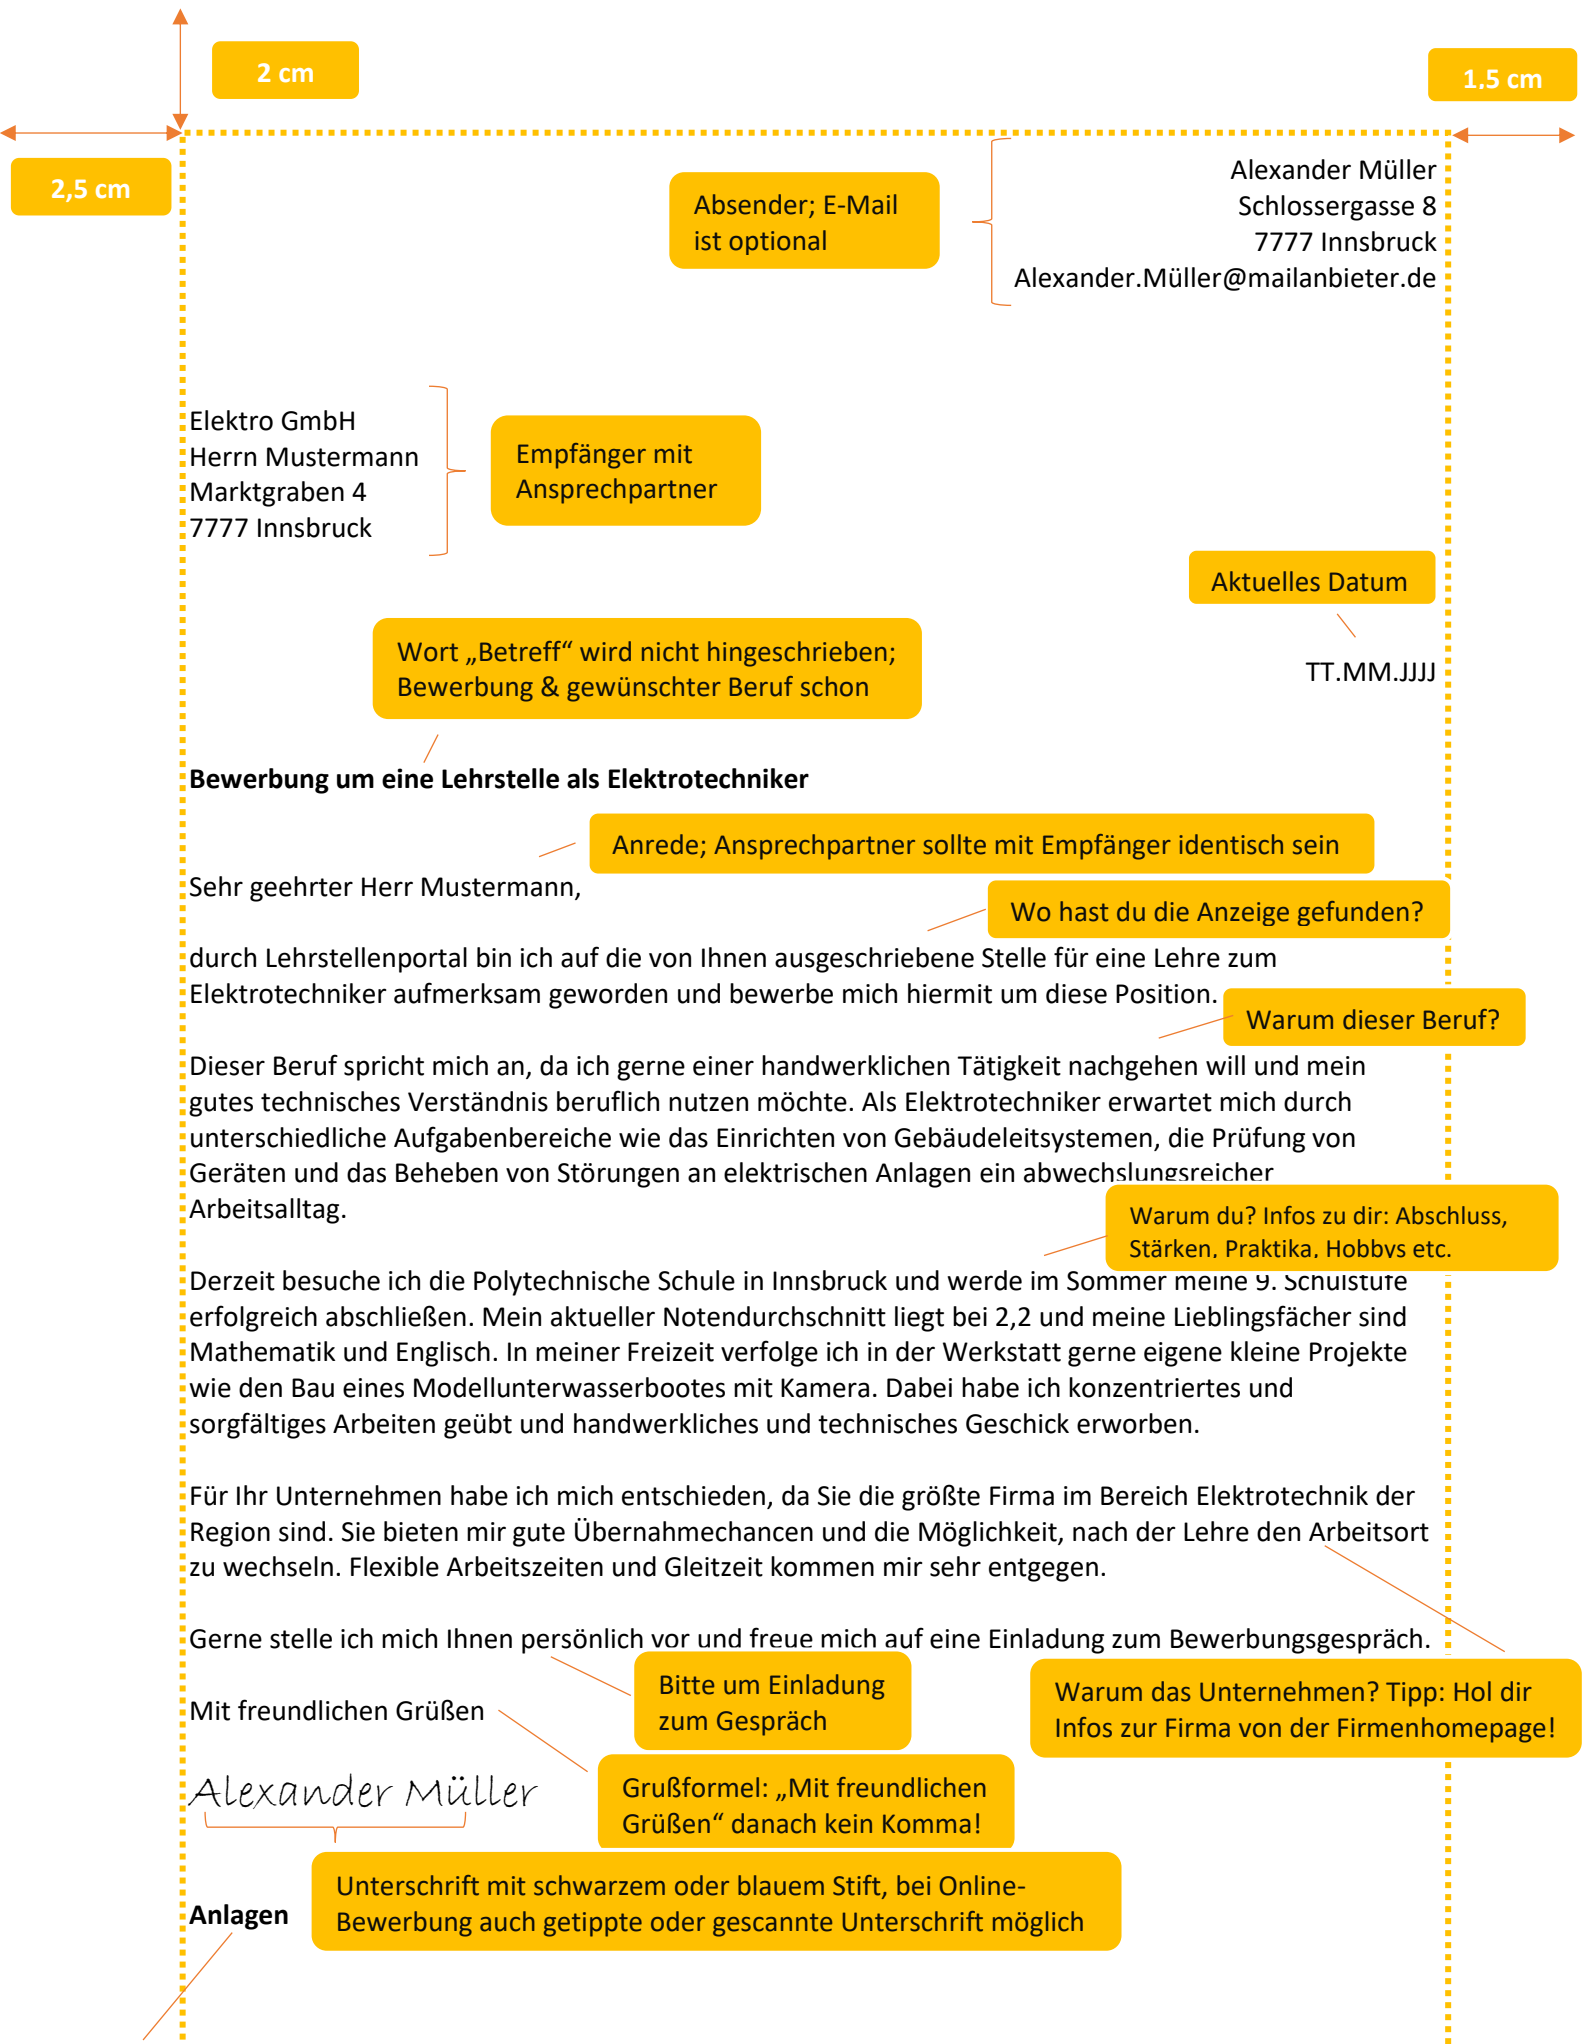 2 cm
1,5 cm
2,5 cm
Absender; E-Mail
ist optional
Alexander Müller
Schlossergasse 8
7777 Innsbruck
Alexander.Müller@mailanbieter.de
Elektro GmbH
Herrn Mustermann
Marktgraben 4
7777 Innsbruck
Empfänger mit
Ansprechpartner
Aktuelles Datum
TT.MM.JJJJ
Wort „Betreff“ wird nicht hingeschrieben;
Bewerbung & gewünschter Beruf schon
Bewerbung um eine Lehrstelle als Elektrotechniker
Anrede; Ansprechpartner sollte mit Empfänger identisch sein
Sehr geehrter Herr Mustermann,
Wo hast du die Anzeige gefunden?
durch Lehrstellenportal bin ich auf die von Ihnen ausgeschriebene Stelle für eine Lehre zum
Elektrotechniker aufmerksam geworden und bewerbe mich hiermit um diese Position.
Warum dieser Beruf?
Dieser Beruf spricht mich an, da ich gerne einer handwerklichen Tätigkeit nachgehen will und mein
gutes technisches Verständnis beruflich nutzen möchte. Als Elektrotechniker erwartet mich durch
unterschiedliche Aufgabenbereiche wie das Einrichten von Gebäudeleitsystemen, die Prüfung von
Geräten und das Beheben von Störungen an elektrischen Anlagen ein abwechslungsreicher
Arbeitsalltag.
Warum du? Infos zu dir: Abschluss,
Stärken, Praktika, Hobbys etc.
Derzeit besuche ich die Polytechnische Schule in Innsbruck und werde im Sommer meine 9. Schulstufe
erfolgreich abschließen. Mein aktueller Notendurchschnitt liegt bei 2,2 und meine Lieblingsfächer sind
Mathematik und Englisch. In meiner Freizeit verfolge ich in der Werkstatt gerne eigene kleine Projekte
wie den Bau eines Modellunterwasserbootes mit Kamera. Dabei habe ich konzentriertes und
sorgfältiges Arbeiten geübt und handwerkliches und technisches Geschick erworben.
Für Ihr Unternehmen habe ich mich entschieden, da Sie die größte Firma im Bereich Elektrotechnik der
Region sind. Sie bieten mir gute Übernahmechancen und die Möglichkeit, nach der Lehre den Arbeitsort
zu wechseln. Flexible Arbeitszeiten und Gleitzeit kommen mir sehr entgegen.
Gerne stelle ich mich Ihnen persönlich vor und freue mich auf eine Einladung zum Bewerbungsgespräch.
Bitte um Einladung
zum Gespräch
Warum das Unternehmen? Tipp: Hol dir
Infos zur Firma von der Firmenhomepage!
Mit freundlichen Grüßen
Alexander Müller
Grußformel: „Mit freundlichen
Grüßen“ danach kein Komma!
Unterschrift mit schwarzem oder blauem Stift, bei Online-
Bewerbung auch getippte oder gescannte Unterschrift möglich
Anlagen